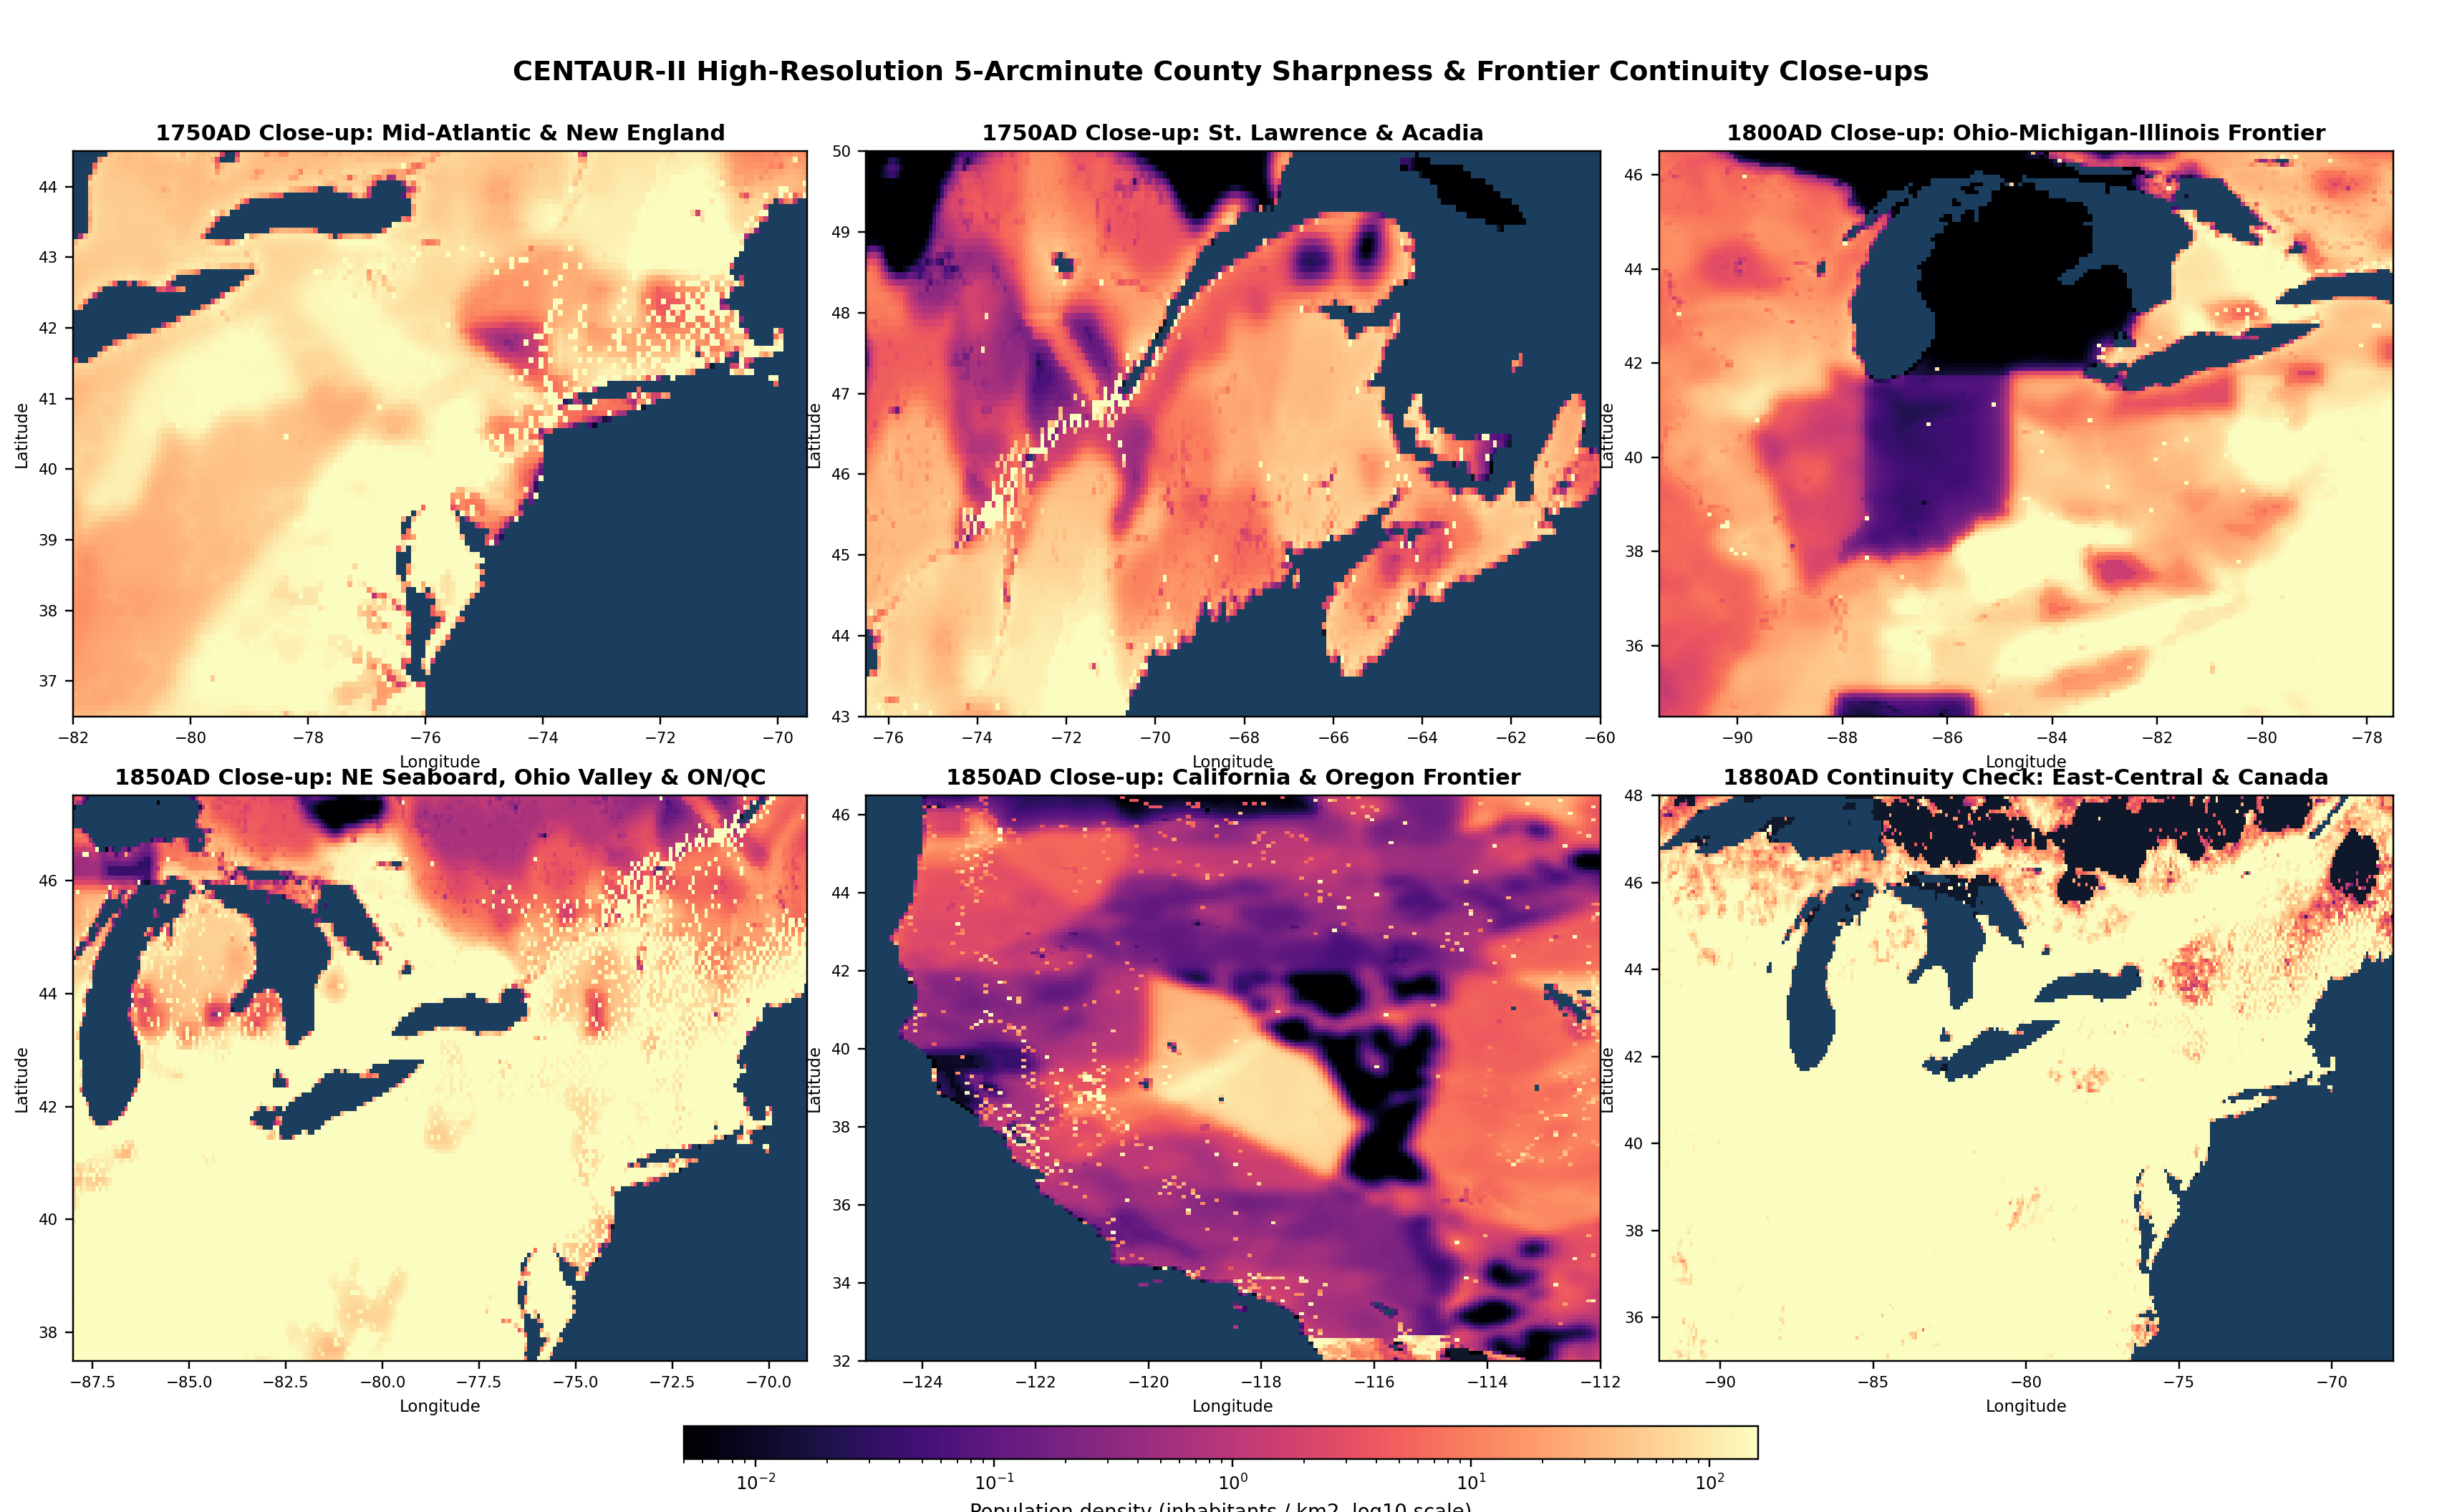 CENTAUR-II High-Resolution 5-Arcminute County Sharpness & Frontier Continuity Close-ups
1750AD Close-up: Mid-Atlantic & New England
44
43
42
41
40
39
38
37
Latitude
−82 −80 −78 −76 −74 −72 −70
Longitude
1750AD Close-up: St. Lawrence & Acadia
50
49
48
47
46
45
44
43
Latitude
−76 −74 −72 −70 −68 −66 −64 −62 −60
Longitude
1800AD Close-up: Ohio-Michigan-Illinois Frontier
46
44
42
40
38
36
Latitude
−90 −88 −86 −84 −82 −80 −78
Longitude
1850AD Close-up: NE Seaboard, Ohio Valley & ON/QC
46
44
42
40
38
Latitude
−87.5 −85.0 −82.5 −80.0 −77.5 −75.0 −72.5 −70.0
Longitude
1850AD Close-up: California & Oregon Frontier
46
44
42
40
38
36
34
32
Latitude
−124 −122 −120 −118 −116 −114 −112
Longitude
1880AD Continuity Check: East-Central & Canada
48
46
44
42
40
38
36
Latitude
−90 −85 −80 −75 −70
Longitude
10⁻² 10⁻¹ 10⁰ 10¹ 10²
Population density (inhabitants / km2, log10 scale)